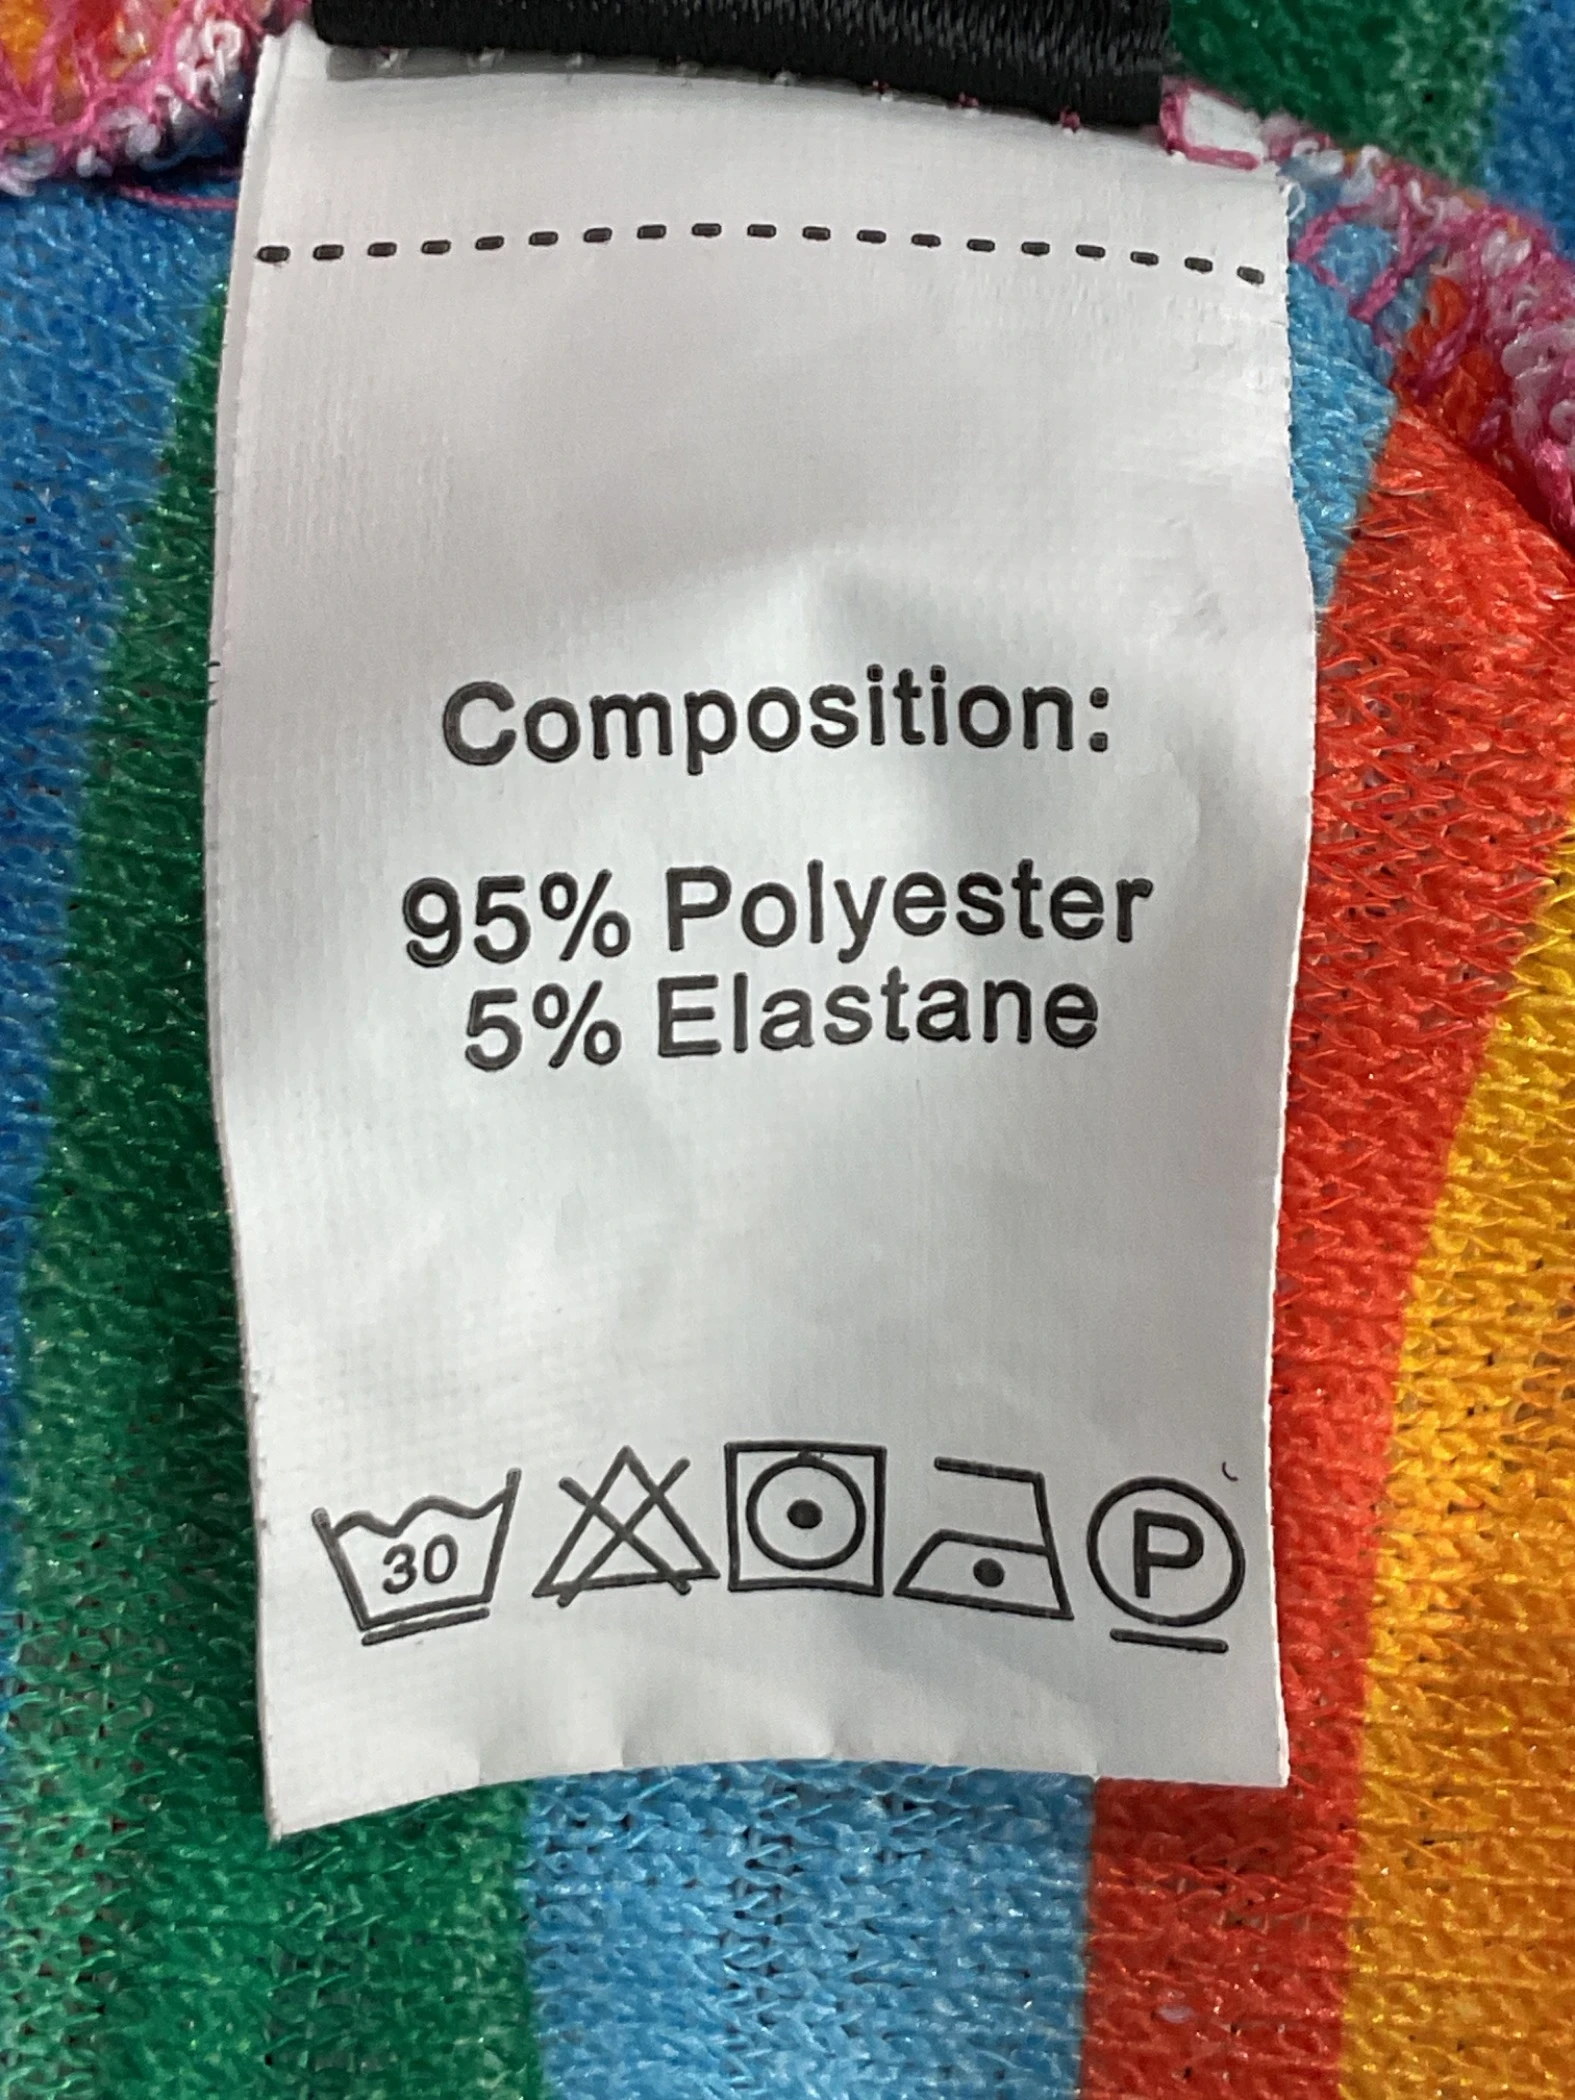 Composition:
95% Polyester
5% Elastane
30 P